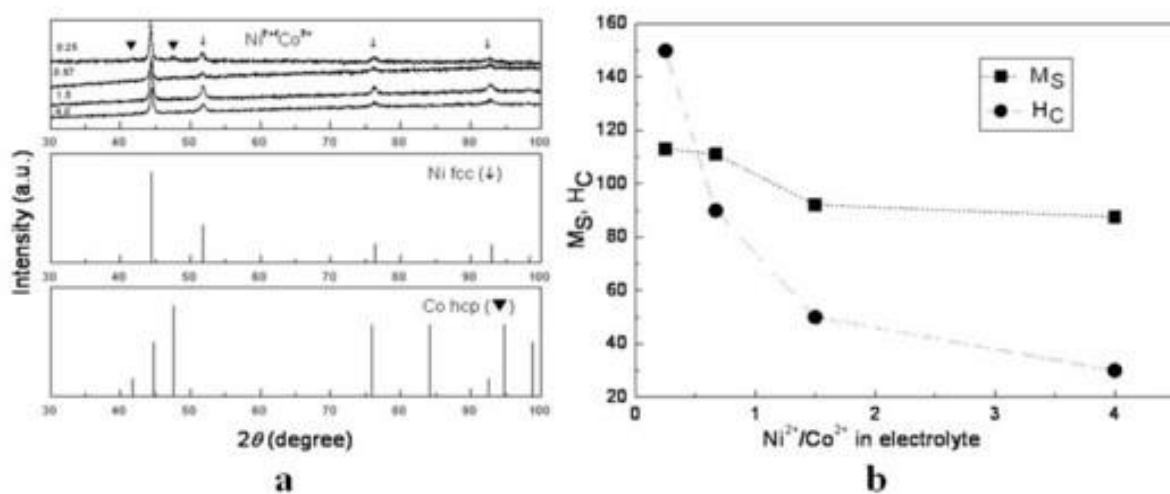 Ni²⁺/Co²⁺
0.25
0.67
1.5
4.0
30 40 50 60 70 80 90 100
Ni fcc (↓)
30 40 50 60 70 80 90 100
Co hcp (▼)
30 40 50 60 70 80 90 100
Intensity (a.u.)
2θ (degree)
a
160
140
120
100
80
60
40
20
M_S, H_C
M_S
H_C
0 1 2 3 4
Ni²⁺/Co²⁺ in electrolyte
b